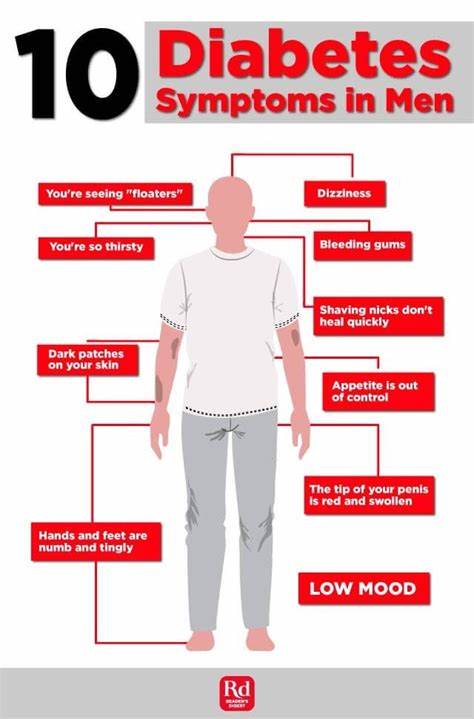 10 Diabetes
Symptoms in Men
You're seeing "floaters"
Dizziness
You're so thirsty
Bleeding gums
Shaving nicks don't
heal quickly
Dark patches
on your skin
Appetite is out
of control
The tip of your penis
is red and swollen
Hands and feet are
numb and tingly
LOW MOOD
Rd
READER'S
DIGEST